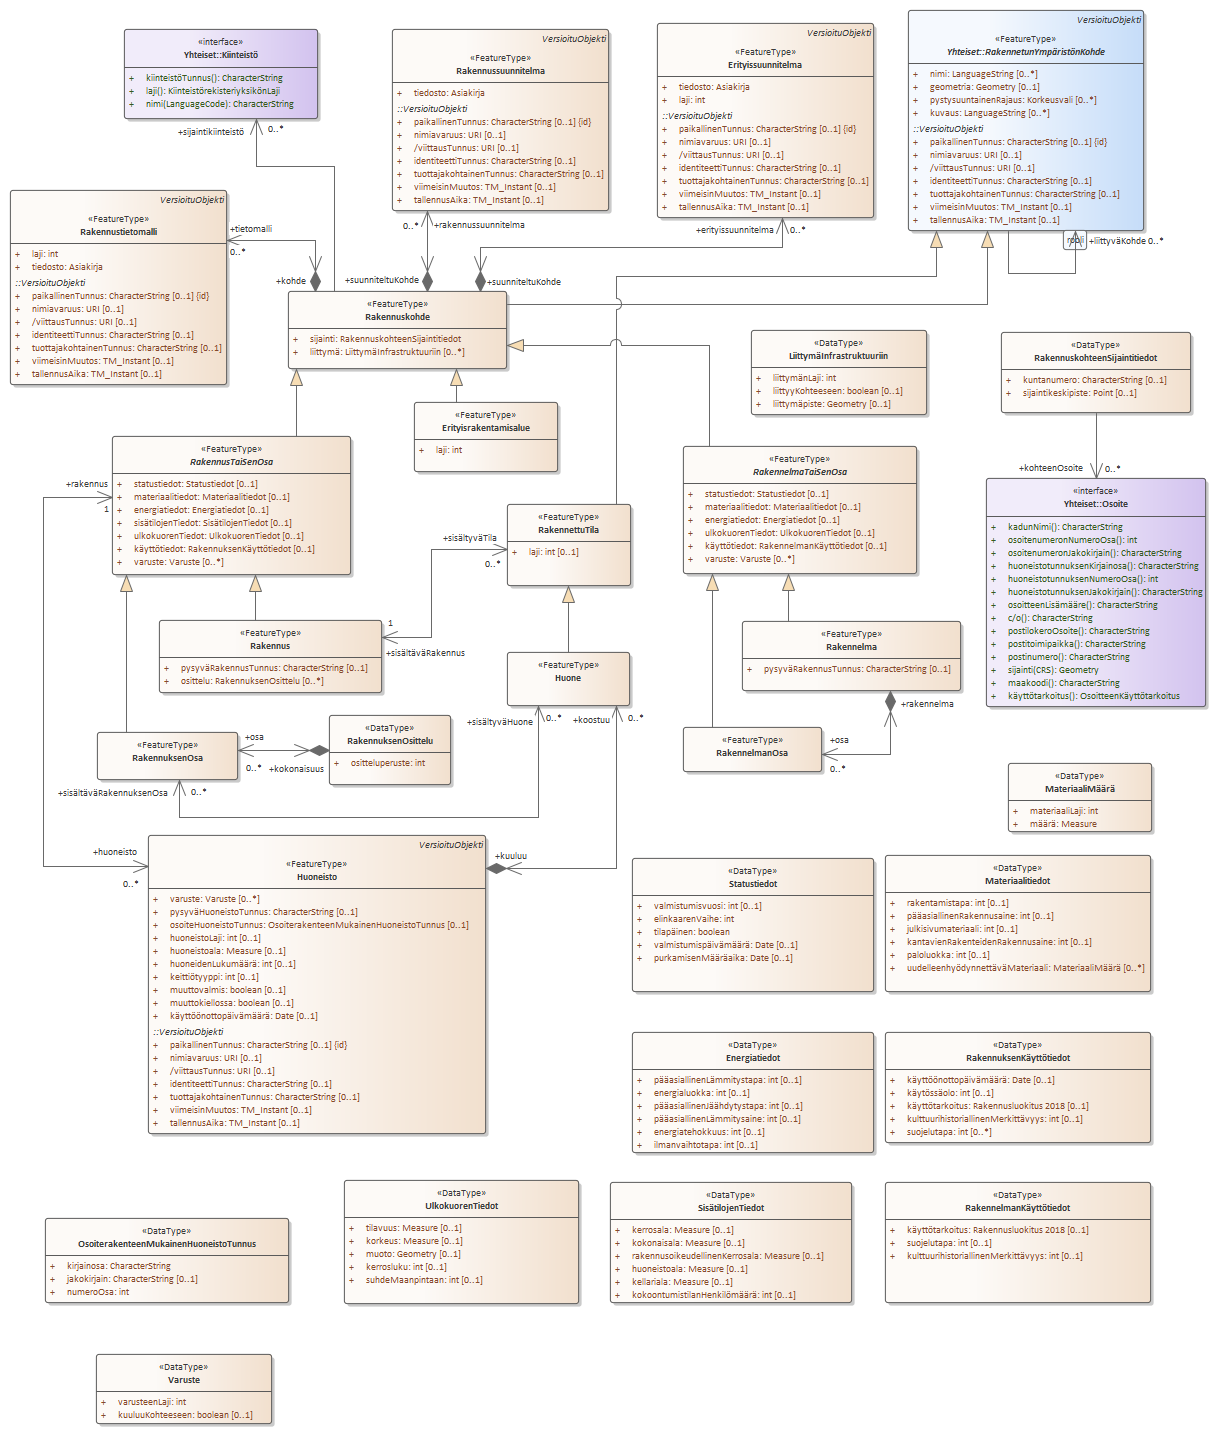 «interface»
Yhteiset::Kiinteistö
+ kiinteistöTunnus(): CharacterString
+ laji(): KiinteistörekisteriyksikönLaji
+ nimi(LanguageCode): CharacterString
+sijaintikiinteistö 0..*
VersioituObjekti
«FeatureType»
Rakennussuunnitelma
+ tiedosto: Asiakirja
::VersioituObjekti
+ paikallinenTunnus: CharacterString [0..1] {id}
+ nimiavaruus: URI [0..1]
+ /viittausTunnus: URI [0..1]
+ identiteettiTunnus: CharacterString [0..1]
+ tuottajakohtainenTunnus: CharacterString [0..1]
+ viimeisinMuutos: TM_Instant [0..1]
+ tallennusAika: TM_Instant [0..1]
0..* +rakennussuunnitelma
VersioituObjekti
«FeatureType»
Erityissuunnitelma
+ tiedosto: Asiakirja
+ laji: int
::VersioituObjekti
+ paikallinenTunnus: CharacterString [0..1] {id}
+ nimiavaruus: URI [0..1]
+ /viittausTunnus: URI [0..1]
+ identiteettiTunnus: CharacterString [0..1]
+ tuottajakohtainenTunnus: CharacterString [0..1]
+ viimeisinMuutos: TM_Instant [0..1]
+ tallennusAika: TM_Instant [0..1]
+erityissuunnitelma 0..*
VersioituObjekti
«FeatureType»
Yhteiset::RakennetunYmpäristönKohde
+ nimi: LanguageString [0..*]
+ geometria: Geometry [0..1]
+ pystysuuntainenRajaus: Korkeusvali [0..*]
+ kuvaus: LanguageString [0..*]
::VersioituObjekti
+ paikallinenTunnus: CharacterString [0..1] {id}
+ nimiavaruus: URI [0..1]
+ /viittausTunnus: URI [0..1]
+ identiteettiTunnus: CharacterString [0..1]
+ tuottajakohtainenTunnus: CharacterString [0..1]
+ viimeisinMuutos: TM_Instant [0..1]
+ tallennusAika: TM_Instant [0..1]
+liittyväKohde 0..*
VersioituObjekti
«FeatureType»
Rakennustietomalli
+ laji: int
+ tiedosto: Asiakirja
::VersioituObjekti
+ paikallinenTunnus: CharacterString [0..1] {id}
+ nimiavaruus: URI [0..1]
+ /viittausTunnus: URI [0..1]
+ identiteettiTunnus: CharacterString [0..1]
+ tuottajakohtainenTunnus: CharacterString [0..1]
+ viimeisinMuutos: TM_Instant [0..1]
+ tallennusAika: TM_Instant [0..1]
+tietomalli
0..*
+kohde
+suunniteltuKohde
+suunniteltuKohde
«FeatureType»
Rakennuskohde
+ sijainti: RakennuskohteenSijaintitiedot
+ liittymä: LiittymäInfrastruktuuriin [0..*]
«DataType»
LiittymäInfrastruktuuriin
+ liittymänLaji: int
+ liittyyKohteeseen: boolean [0..1]
+ liittymäpiste: Geometry [0..1]
«DataType»
RakennuskohteenSijaintitiedot
+ kuntanumero: CharacterString [0..1]
+ sijaintikeskipiste: Point [0..1]
+kohteenOsoite 0..*
«FeatureType»
Erityisrakentamisalue
+ laji: int
«FeatureType»
RakennusTaiSenOsa
+ statustiedot: Statustiedot [0..1]
+ materiaalitiedot: Materiaalitiedot [0..1]
+ energiatiedot: Energiatiedot [0..1]
+ sisätilojenTiedot: SisätilojenTiedot [0..1]
+ ulkokuorenTiedot: UlkokuorenTiedot [0..1]
+ käyttötiedot: RakennuksenKäyttötiedot [0..1]
+ varuste: Varuste [0..*]
+rakennus
1
«FeatureType»
RakennelmaTaiSenOsa
+ statustiedot: Statustiedot [0..1]
+ materiaalitiedot: Materiaalitiedot [0..1]
+ energiatiedot: Energiatiedot [0..1]
+ ulkokuorenTiedot: UlkokuorenTiedot [0..1]
+ käyttötiedot: RakennelmanKäyttötiedot [0..1]
+ varuste: Varuste [0..*]
«interface»
Yhteiset::Osoite
+ kadunNimi(): CharacterString
+ osoitenumeronNumeroOsa(): int
+ osoitenumeronJakokirjain(): CharacterString
+ huoneistotunnuksenKirjainosa(): CharacterString
+ huoneistotunnuksenNumeroOsa(): int
+ huoneistotunnuksenJakokirjain(): CharacterString
+ osoitteenLisämääre(): CharacterString
+ c/o(): CharacterString
+ postilokeroOsoite(): CharacterString
+ postitoimipaikka(): CharacterString
+ postinumero(): CharacterString
+ sijainti(CRS): Geometry
+ maakoodi(): CharacterString
+ käyttötarkoitus(): OsoitteenKäyttötarkoitus
«FeatureType»
RakennettuTila
+ laji: int [0..1]
+sisältyväTila
0..*
1
+sisältäväRakennus
«FeatureType»
Rakennus
+ pysyväRakennusTunnus: CharacterString [0..1]
+ osittelu: RakennuksenOsittelu [0..*]
«FeatureType»
Huone
+sisältyväHuone 0..*
+koostuu 0..*
«FeatureType»
Rakennelma
+ pysyväRakennusTunnus: CharacterString [0..1]
+rakennelma
«FeatureType»
RakennelmanOsa
+osa
0..*
«FeatureType»
RakennuksenOsa
+osa
0..* +kokonaisuus
+sisältäväRakennuksenOsa 0..*
«DataType»
RakennuksenOsittelu
+ ositteluperuste: int
«DataType»
MateriaaliMäärä
+ materiaaliLaji: int
+ määrä: Measure
+huoneisto
0..*
+kuuluu
VersioituObjekti
«FeatureType»
Huoneisto
+ varuste: Varuste [0..*]
+ pysyväHuoneistoTunnus: CharacterString [0..1]
+ osoiteHuoneistoTunnus: OsoiterakenteenMukainenHuoneistoTunnus [0..1]
+ huoneistoLaji: int [0..1]
+ huoneistoala: Measure [0..1]
+ huoneidenLukumäärä: int [0..1]
+ keittiötyyppi: int [0..1]
+ muuttovalmis: boolean [0..1]
+ muuttokiellossa: boolean [0..1]
+ käyttöönottopäivämäärä: Date [0..1]
::VersioituObjekti
+ paikallinenTunnus: CharacterString [0..1] {id}
+ nimiavaruus: URI [0..1]
+ /viittausTunnus: URI [0..1]
+ identiteettiTunnus: CharacterString [0..1]
+ tuottajakohtainenTunnus: CharacterString [0..1]
+ viimeisinMuutos: TM_Instant [0..1]
+ tallennusAika: TM_Instant [0..1]
«DataType»
Statustiedot
+ valmistumisvuosi: int [0..1]
+ elinkaarenVaihe: int
+ tilapäinen: boolean
+ valmistumispäivämäärä: Date [0..1]
+ purkamisenMääräaika: Date [0..1]
«DataType»
Materiaalitiedot
+ rakentamistapa: int [0..1]
+ pääasiallinenRakennusaine: int [0..1]
+ julkisivumateriaali: int [0..1]
+ kantavienRakenteidenRakennusaine: int [0..1]
+ paloluokka: int [0..1]
+ uudelleenhyödynnettäväMateriaali: MateriaaliMäärä [0..*]
«DataType»
Energiatiedot
+ pääasiallinenLämmitystapa: int [0..1]
+ energialuokka: int [0..1]
+ pääasiallinenJäähdytystapa: int [0..1]
+ pääasiallinenLämmitysaine: int [0..1]
+ energiatehokkuus: int [0..1]
+ ilmanvaihtotapa: int [0..1]
«DataType»
RakennuksenKäyttötiedot
+ käyttöönottopäivämäärä: Date [0..1]
+ käytössäolo: int [0..1]
+ käyttötarkoitus: Rakennusluokitus 2018 [0..1]
+ kulttuurihistoriallinenMerkittävyys: int [0..1]
+ suojelutapa: int [0..*]
«DataType»
OsoiterakenteenMukainenHuoneistoTunnus
+ kirjainosa: CharacterString
+ jakokirjain: CharacterString [0..1]
+ numeroOsa: int
«DataType»
UlkokuorenTiedot
+ tilavuus: Measure [0..1]
+ korkeus: Measure [0..1]
+ muoto: Geometry [0..1]
+ kerrosluku: int [0..1]
+ suhdeMaanpintaan: int [0..1]
«DataType»
SisätilojenTiedot
+ kerrosala: Measure [0..1]
+ kokonaisala: Measure [0..1]
+ rakennusoikeudellinenKerrosala: Measure [0..1]
+ huoneistoala: Measure [0..1]
+ kellariala: Measure [0..1]
+ kokoontumistilanHenkilömäärä: int [0..1]
«DataType»
RakennelmanKäyttötiedot
+ käyttötarkoitus: Rakennusluokitus 2018 [0..1]
+ suojelutapa: int [0..1]
+ kulttuurihistoriallinenMerkittävyys: int [0..1]
«DataType»
Varuste
+ varusteenLaji: int
+ kuuluuKohteeseen: boolean [0..1]